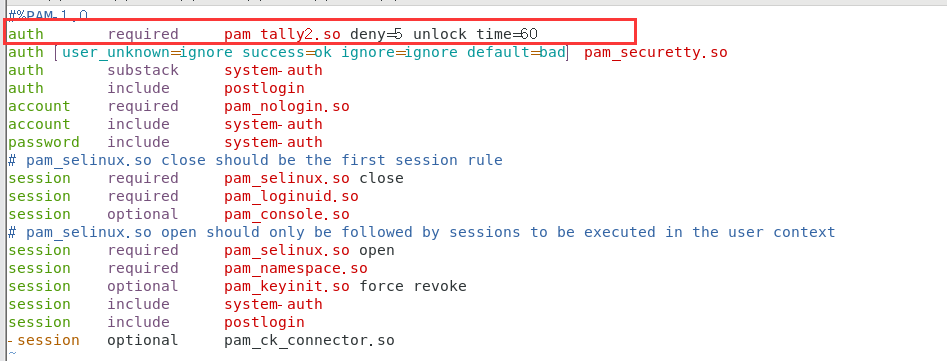 #%PAM-1.0
auth required pam_tally2.so deny=5 unlock_time=60
auth [user_unknown=ignore success=ok ignore=ignore default=bad] pam_securetty.so
auth substack system-auth
auth include postlogin
account required pam_nologin.so
account include system-auth
password include system-auth
# pam_selinux.so close should be the first session rule
session required pam_selinux.so close
session required pam_loginuid.so
session optional pam_console.so
# pam_selinux.so open should only be followed by sessions to be executed in the user context
session required pam_selinux.so open
session required pam_namespace.so
session optional pam_keyinit.so force revoke
session include system-auth
session include postlogin
-session optional pam_ck_connector.so
~